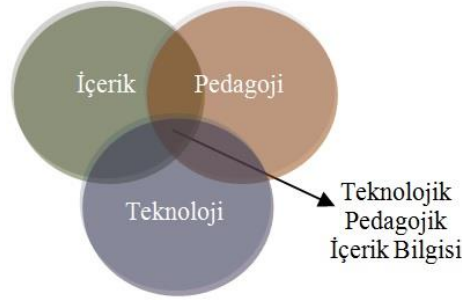 İçerik
Pedagoji
Teknoloji
Teknolojik
Pedagojik
İçerik Bilgisi